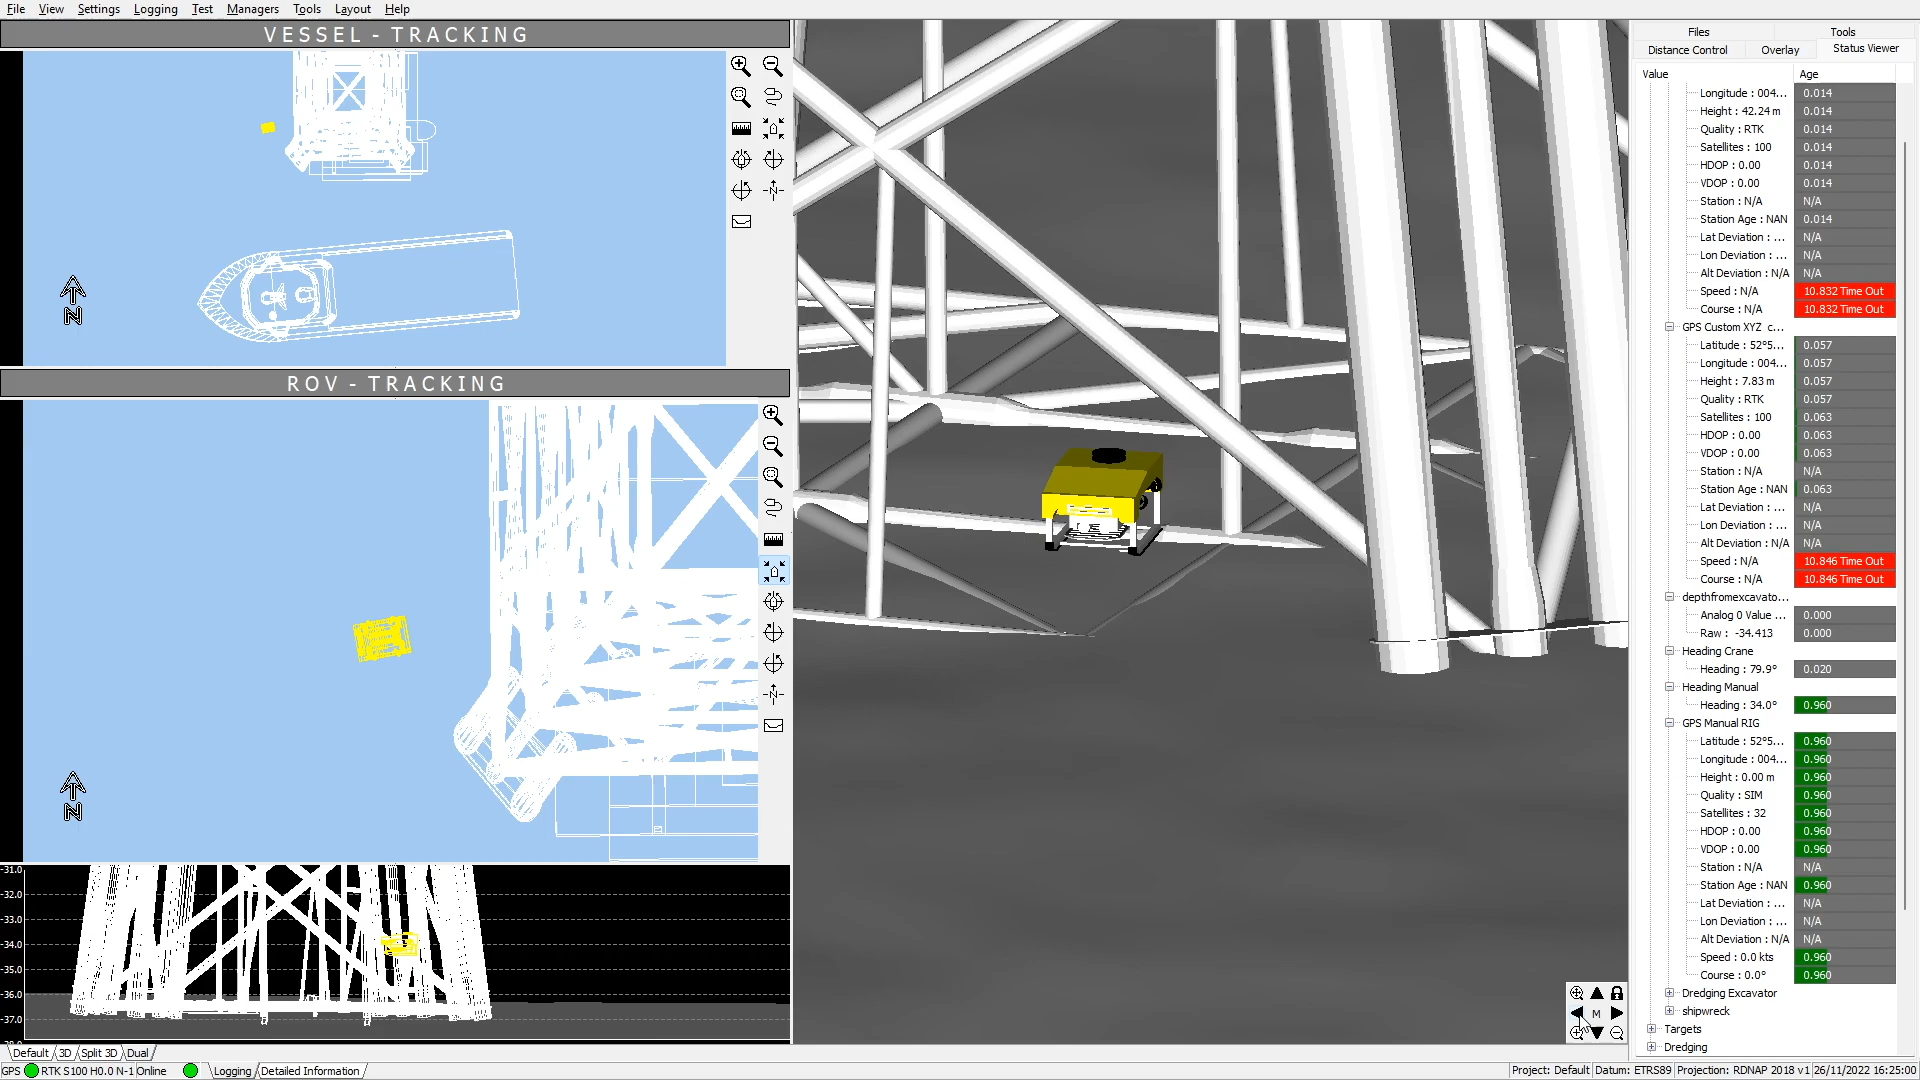 File View Settings Logging Test Managers Tools Layout Help
VESSEL - TRACKING
N
ROV - TRACKING
N
-31.0
-32.0
-33.0
-34.0
-35.0
-36.0
-37.0
Default 3D Split 3D Dual
GPS RTK S100 H0.0 N-1 Online Logging Detailed Information
M
Files Tools
Distance Control Overlay Status Viewer
Value Age
Longitude : 004... 0.014
Height : 42.24 m 0.014
Quality : RTK 0.014
Satellites : 100 0.014
HDOP : 0.00 0.014
VDOP : 0.00 0.014
Station : N/A N/A
Station Age : NAN 0.014
Lat Deviation : ... N/A
Lon Deviation : ... N/A
Alt Deviation : N/A N/A
Speed : N/A 10.832 Time Out
Course : N/A 10.832 Time Out
GPS Custom XYZ c...
Latitude : 52°5... 0.057
Longitude : 004... 0.057
Height : 7.83 m 0.057
Quality : RTK 0.057
Satellites : 100 0.063
HDOP : 0.00 0.063
VDOP : 0.00 0.063
Station : N/A N/A
Station Age : NAN 0.063
Lat Deviation : ... N/A
Lon Deviation : ... N/A
Alt Deviation : N/A N/A
Speed : N/A 10.846 Time Out
Course : N/A 10.846 Time Out
depthfromexcavato...
Analog 0 Value ... 0.000
Raw : -34.413 0.000
Heading Crane
Heading : 79.9° 0.020
Heading Manual
Heading : 34.0° 0.960
GPS Manual RIG
Latitude : 52°5... 0.960
Longitude : 004... 0.960
Height : 0.00 m 0.960
Quality : SIM 0.960
Satellites : 32 0.960
HDOP : 0.00 0.960
VDOP : 0.00 0.960
Station : N/A N/A
Station Age : NAN 0.960
Lat Deviation : ... N/A
Lon Deviation : ... N/A
Alt Deviation : N/A N/A
Speed : 0.0 kts 0.960
Course : 0.0° 0.960
Dredging Excavator
shipwreck
Targets
Dredging
Project: Default Datum: ETRS89 Projection: RDNAP 2018 v1 26/11/2022 16:25:00